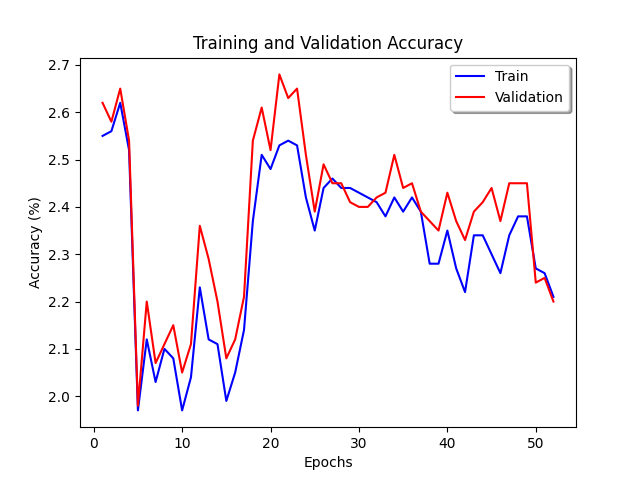 Training and Validation Accuracy
2.7
2.6
2.5
2.4
2.3
2.2
2.1
2.0
Accuracy (%)
Train
Validation
0 10 20 30 40 50
Epochs